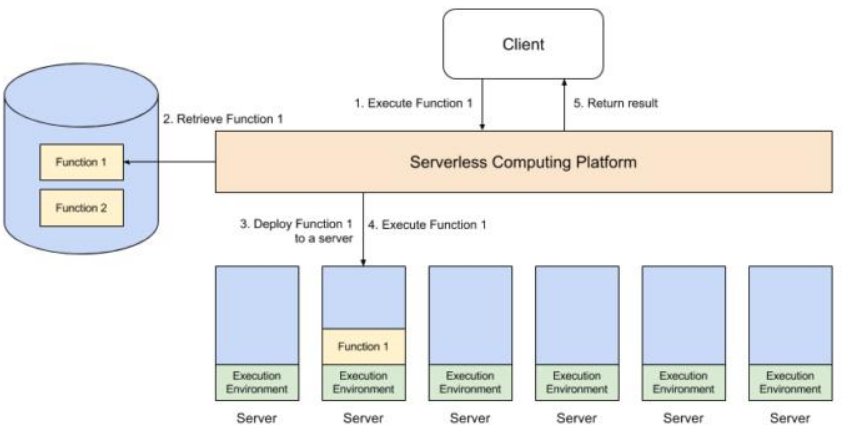 Client
1. Execute Function 1
5. Return result
2. Retrieve Function 1
Serverless Computing Platform
Function 1
Function 2
3. Deploy Function 1
to a server
4. Execute Function 1
Function 1
Execution
Environment
Execution
Environment
Execution
Environment
Execution
Environment
Execution
Environment
Execution
Environment
Server
Server
Server
Server
Server
Server